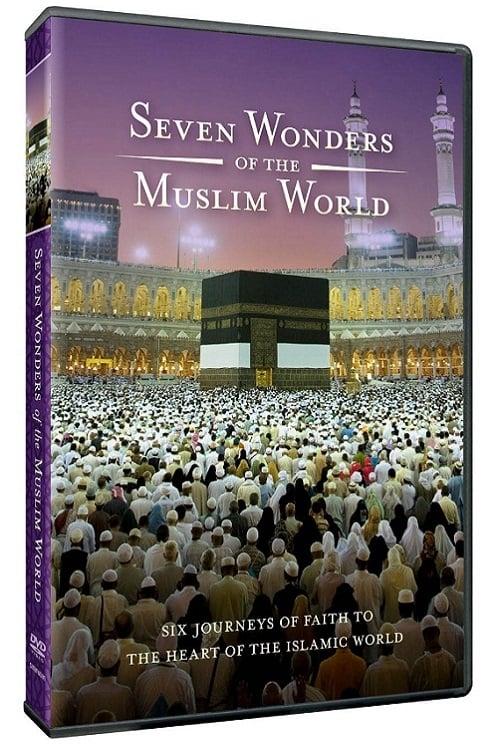 SEVEN WONDERS
OF THE
MUSLIM WORLD
SIX JOURNEYS OF FAITH TO
THE HEART OF THE ISLAMIC WORLD
SEVEN WONDERS of the MUSLIM WORLD
DVD